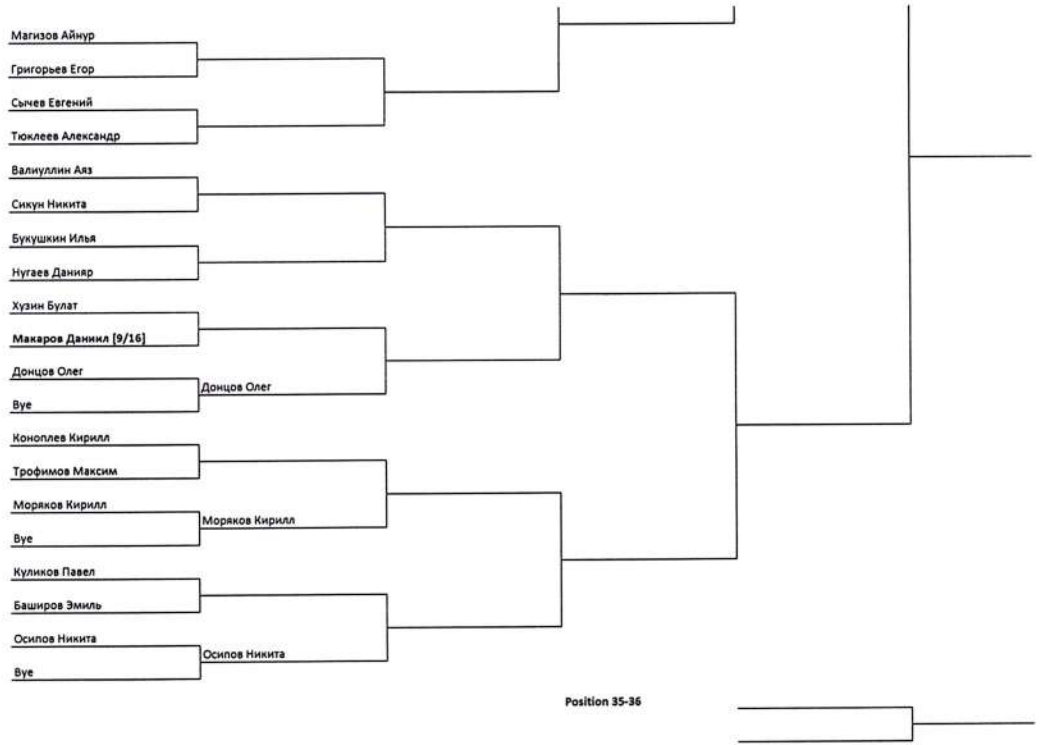 Магизов Айнур
Григорьев Егор
Сычев Евгений
Тюклеев Александр
Валиуллин Аяз
Сикун Никита
Букушкин Илья
Нугаев Данияр
Хузин Булат
Макаров Даниил [9/16]
Донцов Олег
Донцов Олег
Bye
Коноплев Кирилл
Трофимов Максим
Моряков Кирилл
Моряков Кирилл
Bye
Куликов Павел
Баширов Эмиль
Осипов Никита
Осипов Никита
Bye
Position 35-36